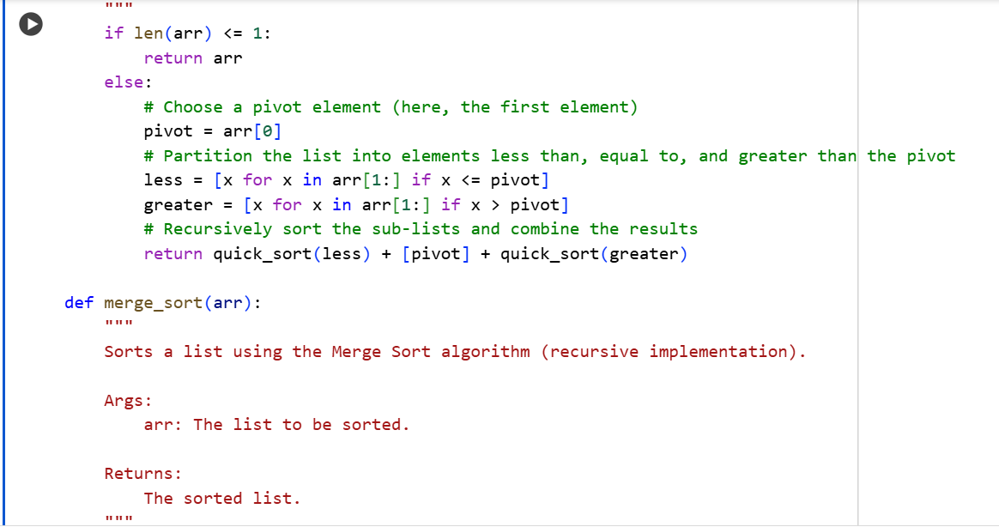 """
if len(arr) <= 1:
    return arr
else:
    # Choose a pivot element (here, the first element)
    pivot = arr[0]
    # Partition the list into elements less than, equal to, and greater than the pivot
    less = [x for x in arr[1:] if x <= pivot]
    greater = [x for x in arr[1:] if x > pivot]
    # Recursively sort the sub-lists and combine the results
    return quick_sort(less) + [pivot] + quick_sort(greater)

def merge_sort(arr):
    """
    Sorts a list using the Merge Sort algorithm (recursive implementation).

    Args:
        arr: The list to be sorted.

    Returns:
        The sorted list.
    """